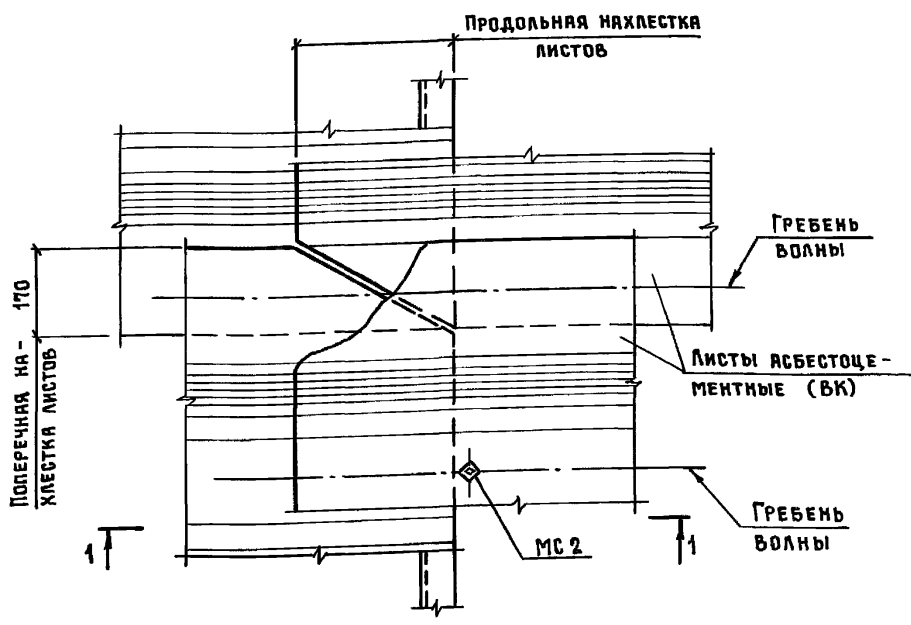 Продольная нахлестка
листов
Гребень
волны
Поперечная на- 170
хлестка листов
Листы асбестоце-
ментные (ВК)
Гребень
волны
МС 2
1
1